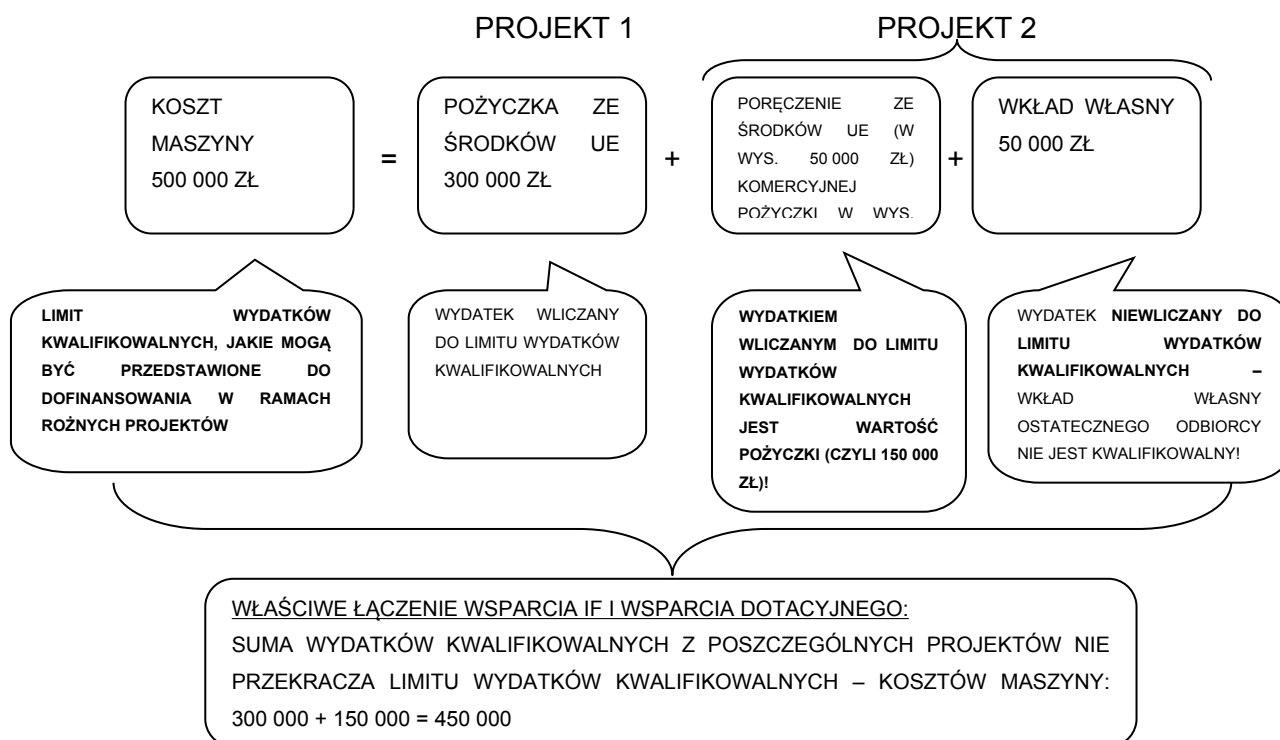 PROJEKT 1
PROJEKT 2
KOSZT
MASZYNY
500 000 ZŁ
=
POŻYCZKA ZE
ŚRODKÓW UE
300 000 ZŁ
+
PORĘCZENIE ZE
ŚRODKÓW UE (W
WYS. 50 000 ZŁ)
KOMERCYJNEJ
POŻYCZKI W WYS.
+
WKŁAD WŁASNY
50 000 ZŁ
LIMIT WYDATKÓW
KWALIFIKOWALNYCH, JAKIE MOGĄ
BYĆ PRZEDSTAWIONE DO
DOFINANSOWANIA W RAMACH
ROŻNYCH PROJEKTÓW
WYDATEK WLICZANY
DO LIMITU WYDATKÓW
KWALIFIKOWALNYCH
WYDATKIEM
WLICZANYM DO LIMITU
WYDATKÓW
KWALIFIKOWALNYCH
JEST WARTOŚĆ
POŻYCZKI (CZYLI 150 000
ZŁ)!
WYDATEK NIEWLICZANY DO
LIMITU WYDATKÓW
KWALIFIKOWALNYCH –
WKŁAD WŁASNY
OSTATECZNEGO ODBIORCY
NIE JEST KWALIFIKOWALNY!
WŁAŚCIWE ŁĄCZENIE WSPARCIA IF I WSPARCIA DOTACYJNEGO:
SUMA WYDATKÓW KWALIFIKOWALNYCH Z POSZCZEGÓLNYCH PROJEKTÓW NIE
PRZEKRACZA LIMITU WYDATKÓW KWALIFIKOWALNYCH – KOSZTÓW MASZYNY:
300 000 + 150 000 = 450 000